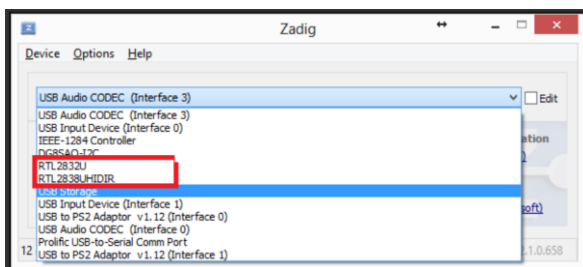 Zadig
Device Options Help
USB Audio CODEC (Interface 3) Edit
USB Audio CODEC (Interface 3)
USB Input Device (Interface 0)
IEEE-1284 Controller
DG8SAQ-I2C
RTL2832U
RTL2838UHIDIR
USB Storage
USB Input Device (Interface 1)
USB to PS2 Adaptor v1.12 (Interface 0)
USB Audio CODEC (Interface 0)
Prolific USB-to-Serial Comm Port
12 USB to PS2 Adaptor v1.12 (Interface 1)
ation
soft)
2.1.0.658